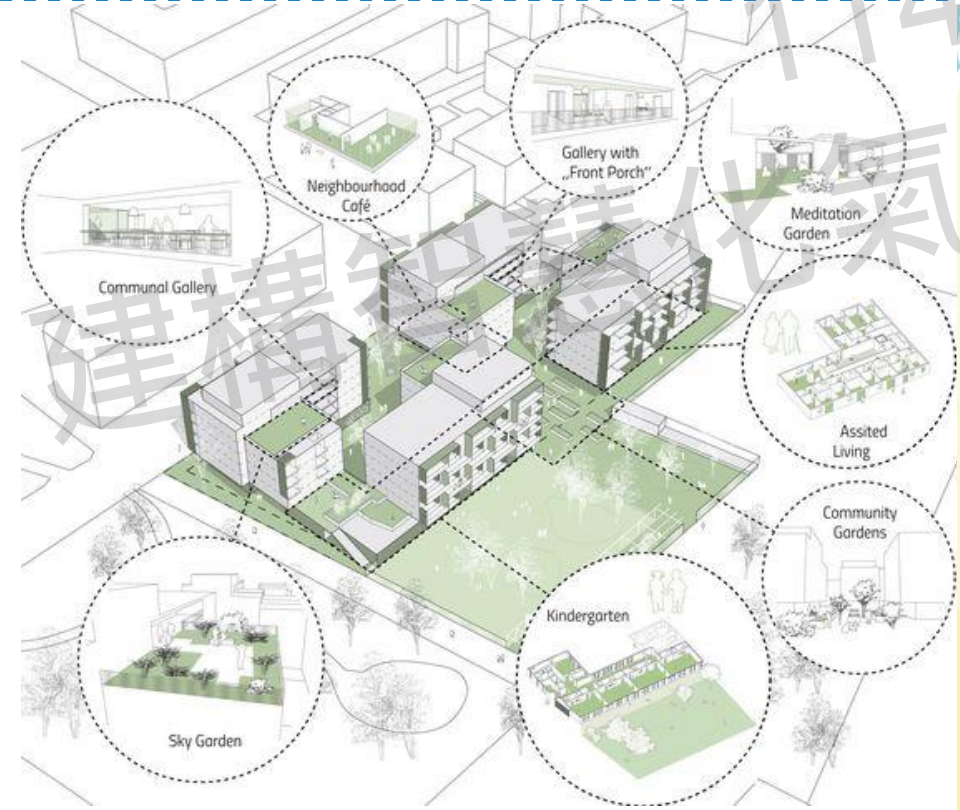 114
Neighbourhood
Café
Gallery with
„Front Porch"
Meditation
Garden
Communal Gallery
建構智慧化氣
Assited
Living
Community
Gardens
Kindergarten
Sky Garden